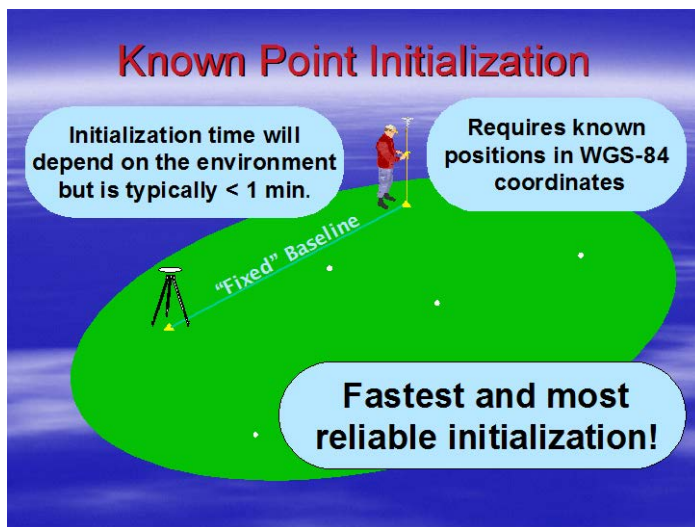 Known Point Initialization
Initialization time will
depend on the environment
but is typically < 1 min.
Requires known
positions in WGS-84
coordinates
“Fixed” Baseline
Fastest and most
reliable initialization!